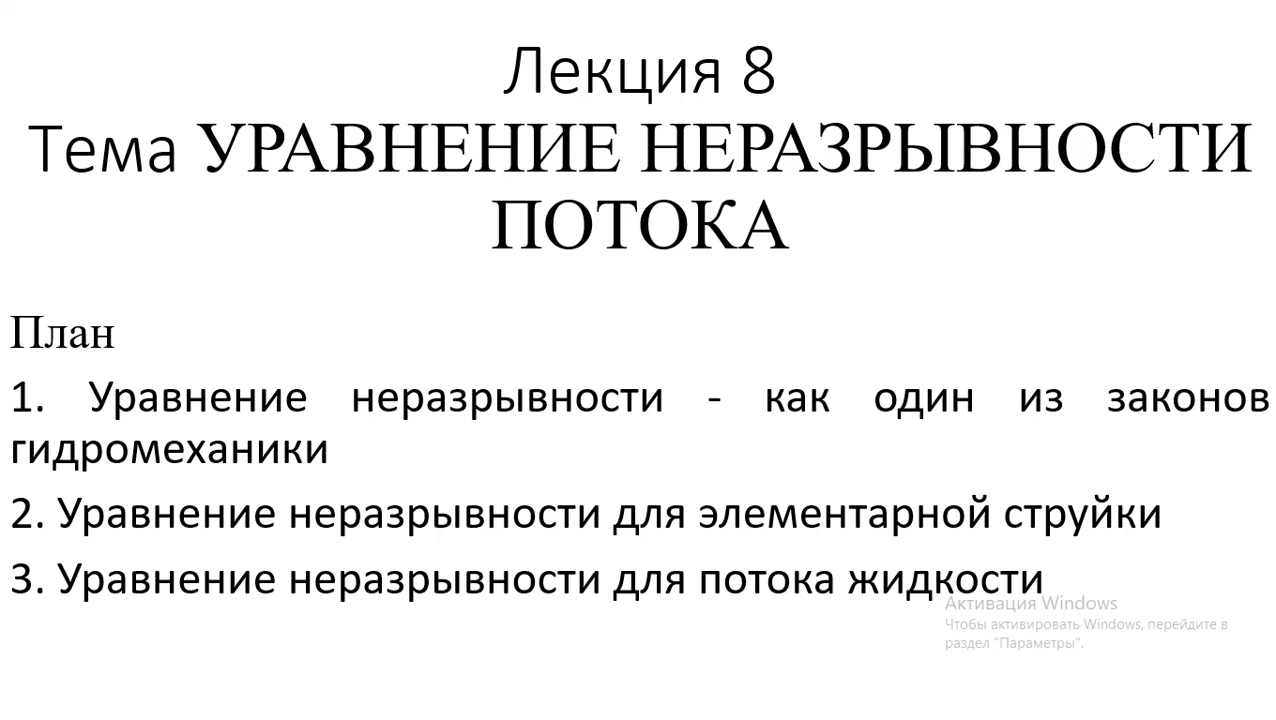 Лекция 8
Тема УРАВНЕНИЕ НЕРАЗРЫВНОСТИ
ПОТОКА
План
1. Уравнение неразрывности - как один из законов
гидромеханики
2. Уравнение неразрывности для элементарной струйки
3. Уравнение неразрывности для потока жидкости
Активация Windows
Чтобы активировать Windows, перейдите в
раздел "Параметры".